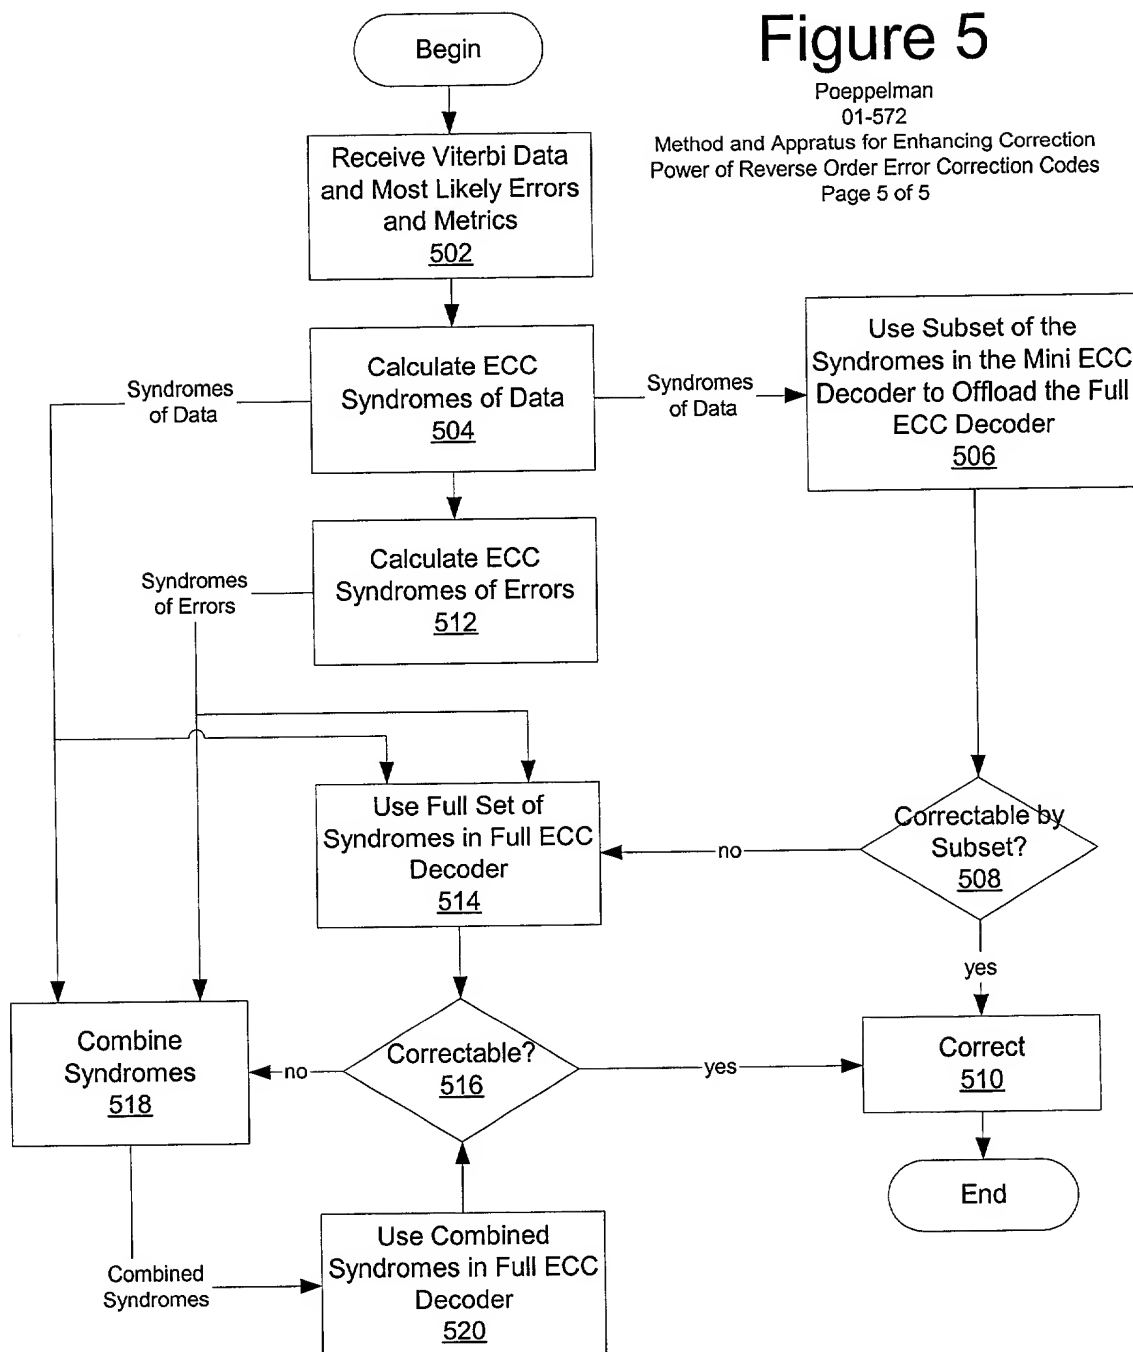 Figure 5
Poeppelman
01-572
Method and Appratus for Enhancing Correction
Power of Reverse Order Error Correction Codes
Page 5 of 5
Begin
Receive Viterbi Data
and Most Likely Errors
and Metrics
502
Calculate ECC
Syndromes of Data
504
Syndromes
of Data
Syndromes
of Data
Use Subset of the
Syndromes in the Mini ECC
Decoder to Offload the Full
ECC Decoder
506
Calculate ECC
Syndromes of Errors
512
Syndromes
of Errors
Use Full Set of
Syndromes in Full ECC
Decoder
514
no
Correctable by
Subset?
508
yes
Combine
Syndromes
518
no
Correctable?
516
yes
Correct
510
End
Combined
Syndromes
Use Combined
Syndromes in Full ECC
Decoder
520